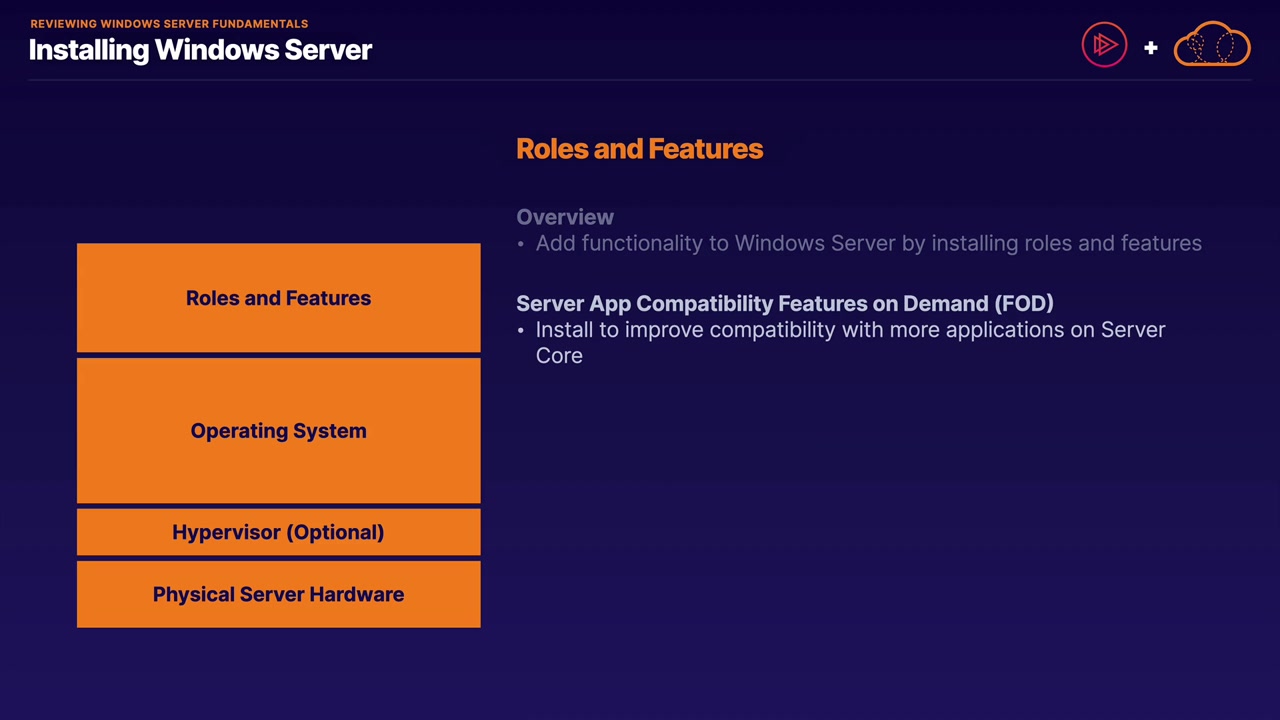 REVIEWING WINDOWS SERVER FUNDAMENTALS
Installing Windows Server
+
Roles and Features
Overview
• Add functionality to Windows Server by installing roles and features
Server App Compatibility Features on Demand (FOD)
• Install to improve compatibility with more applications on Server
Core
Roles and Features
Operating System
Hypervisor (Optional)
Physical Server Hardware